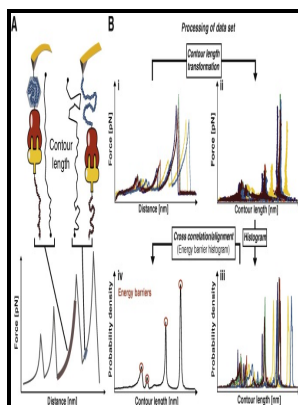 A
B
Processing of data set
Contour length
transformation
i
ii
Force [pN]
Distance [nm]
Force [pN]
Contour length [nm]
Contour
length
Cross correlation/alignment
(Energy barrier histogram)
Histogram
iv
iii
Energy barriers
Probability density
Contour length [nm]
Probability density
Contour length [nm]
Force [pN]
Distance [nm]